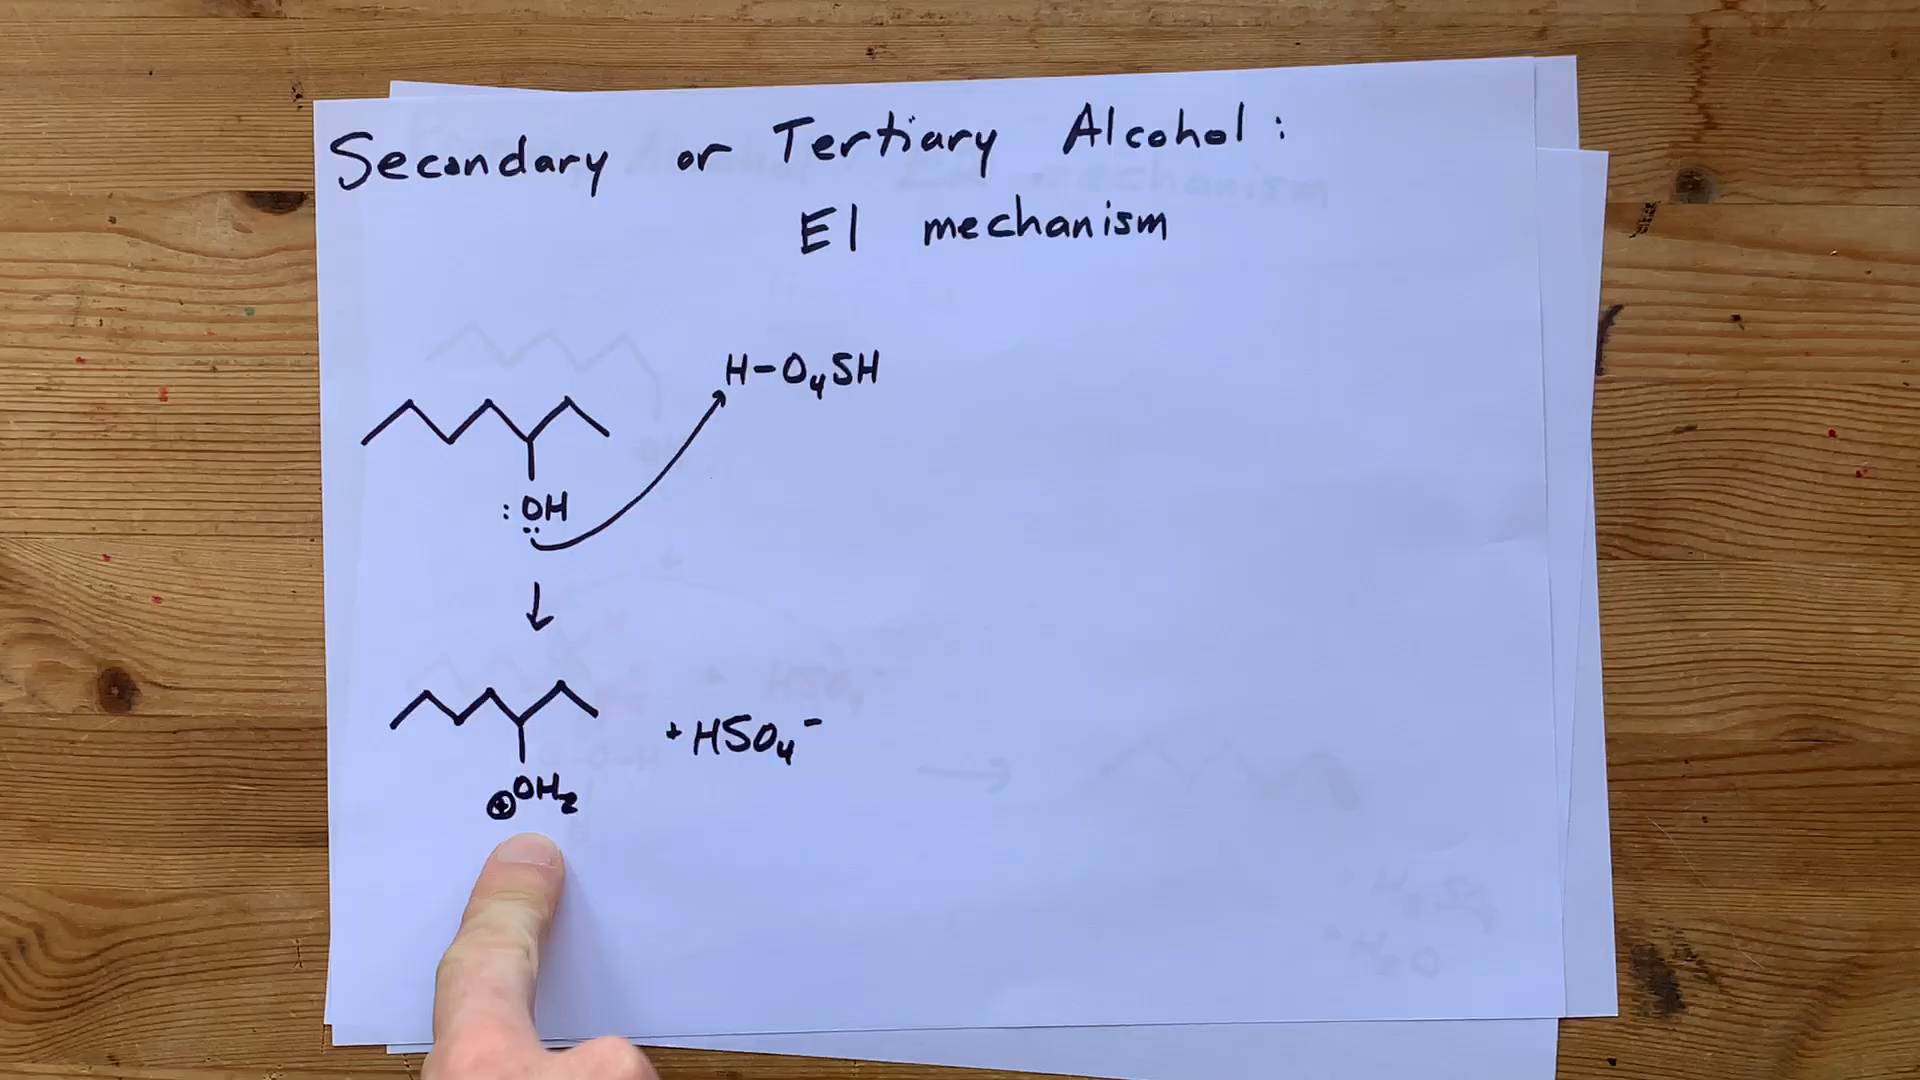 Secondary or Tertiary Alcohol:
E1 mechanism
H-O₄SH
:OH
↓
+ HSO₄⁻
⊕OH₂